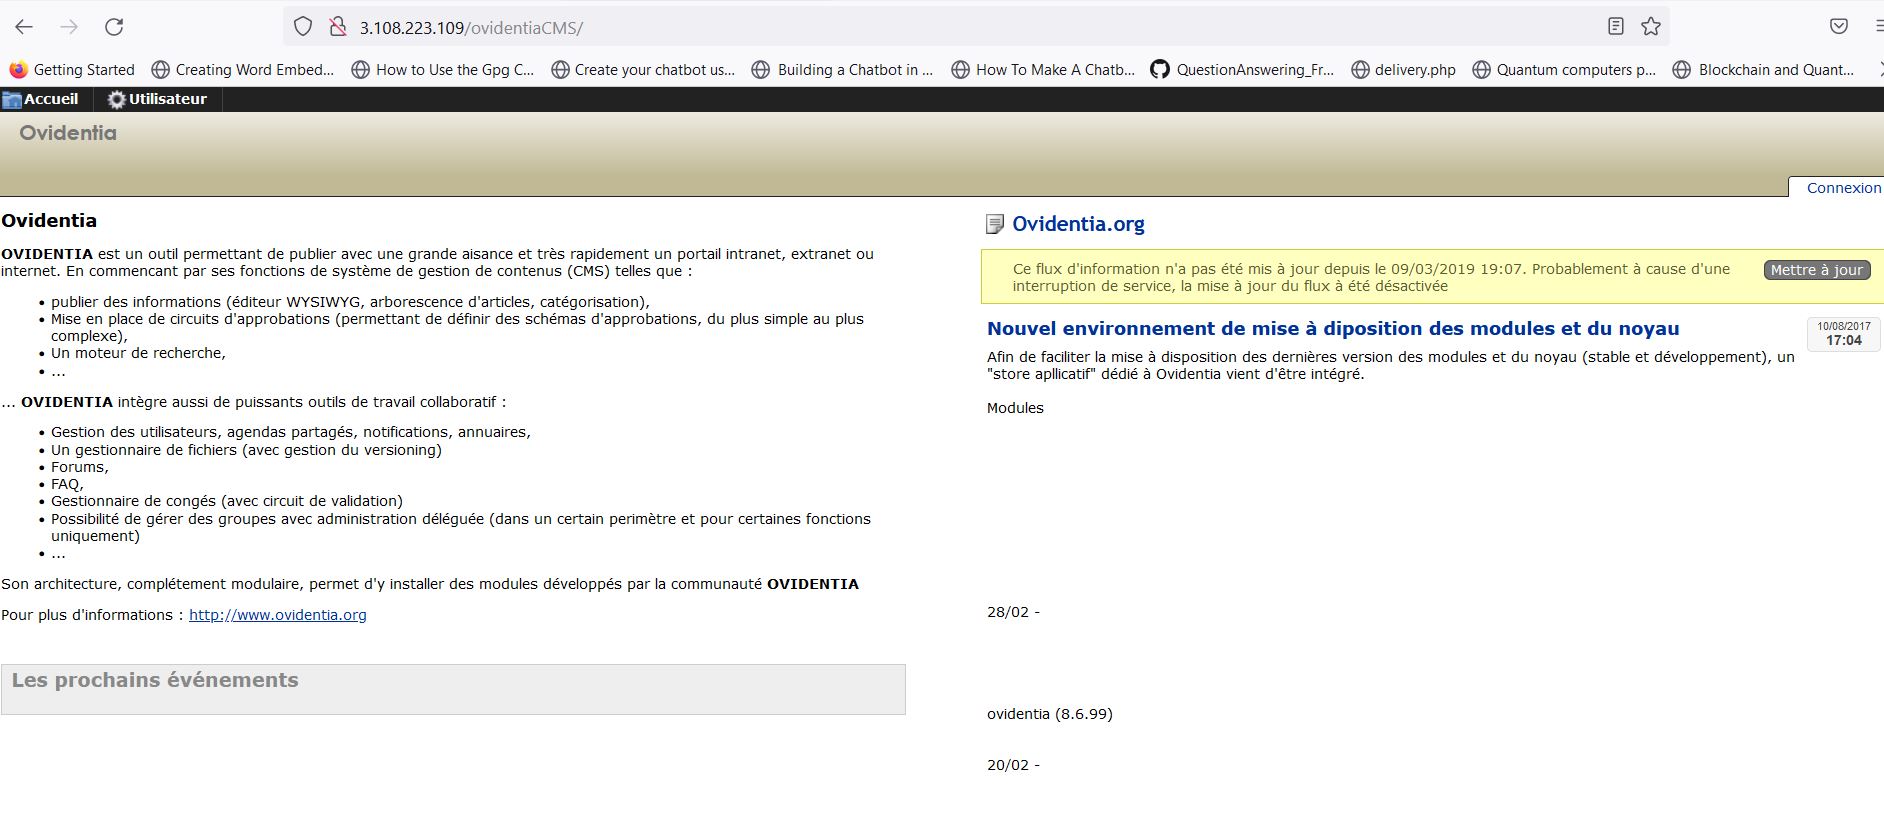 3.108.223.109/ovidentiaCMS/
Getting Started
Creating Word Embed...
How to Use the Gpg C...
Create your chatbot us...
Building a Chatbot in ...
How To Make A Chatb...
QuestionAnswering_Fr...
delivery.php
Quantum computers p...
Blockchain and Quant...
Accueil
Utilisateur
Ovidentia
Connexion
Ovidentia
OVIDENTIA est un outil permettant de publier avec une grande aisance et très rapidement un portail intranet, extranet ou
internet. En commencant par ses fonctions de système de gestion de contenus (CMS) telles que :
• publier des informations (éditeur WYSIWYG, arborescence d'articles, catégorisation),
• Mise en place de circuits d'approbations (permettant de définir des schémas d'approbations, du plus simple au plus
complexe),
• Un moteur de recherche,
• ...
... OVIDENTIA intègre aussi de puissants outils de travail collaboratif :
• Gestion des utilisateurs, agendas partagés, notifications, annuaires,
• Un gestionnaire de fichiers (avec gestion du versioning)
• Forums,
• FAQ,
• Gestionnaire de congés (avec circuit de validation)
• Possibilité de gérer des groupes avec administration déléguée (dans un certain perimètre et pour certaines fonctions
uniquement)
• ...
Son architecture, complétement modulaire, permet d'y installer des modules développés par la communauté OVIDENTIA
Pour plus d'informations : http://www.ovidentia.org
Les prochains événements
Ovidentia.org
Ce flux d'information n'a pas été mis à jour depuis le 09/03/2019 19:07. Probablement à cause d'une
interruption de service, la mise à jour du flux à été désactivée
Mettre à jour
Nouvel environnement de mise à diposition des modules et du noyau
10/08/2017
17:04
Afin de faciliter la mise à disposition des dernières version des modules et du noyau (stable et développement), un
"store apllicatif" dédié à Ovidentia vient d'être intégré.
Modules
28/02 -
ovidentia (8.6.99)
20/02 -